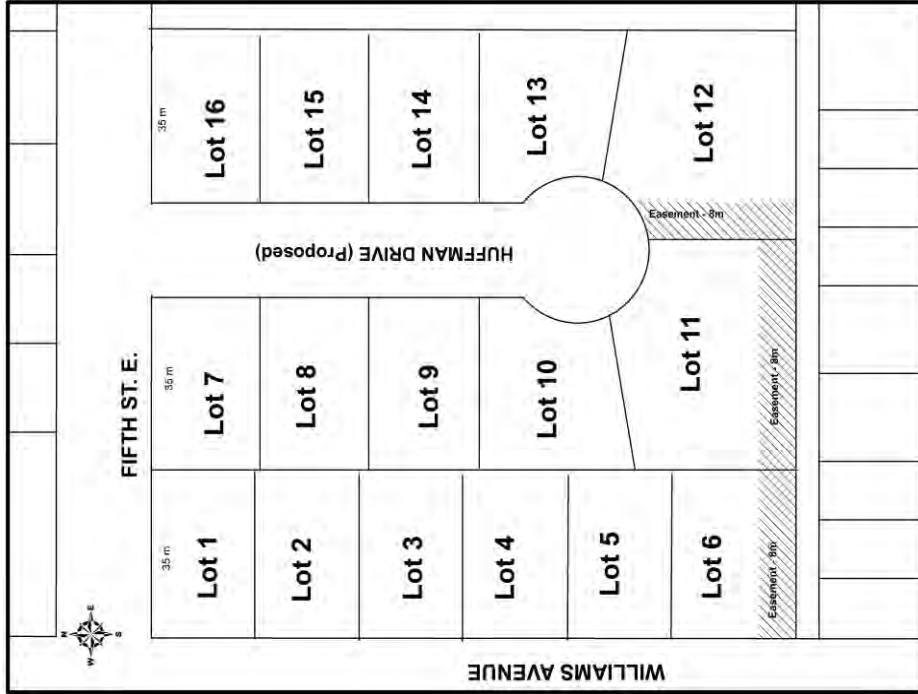 FIFTH ST. E.
WILLIAMS AVENUE
HUFFMAN DRIVE (Proposed)
N
E
S
W
35 m
Lot 1
Lot 2
Lot 3
Lot 4
Lot 5
Lot 6
Easement - 8m
35 m
Lot 7
Lot 8
Lot 9
Lot 10
Lot 11
Easement - 8m
35 m
Lot 16
Lot 15
Lot 14
Lot 13
Lot 12
Easement - 8m